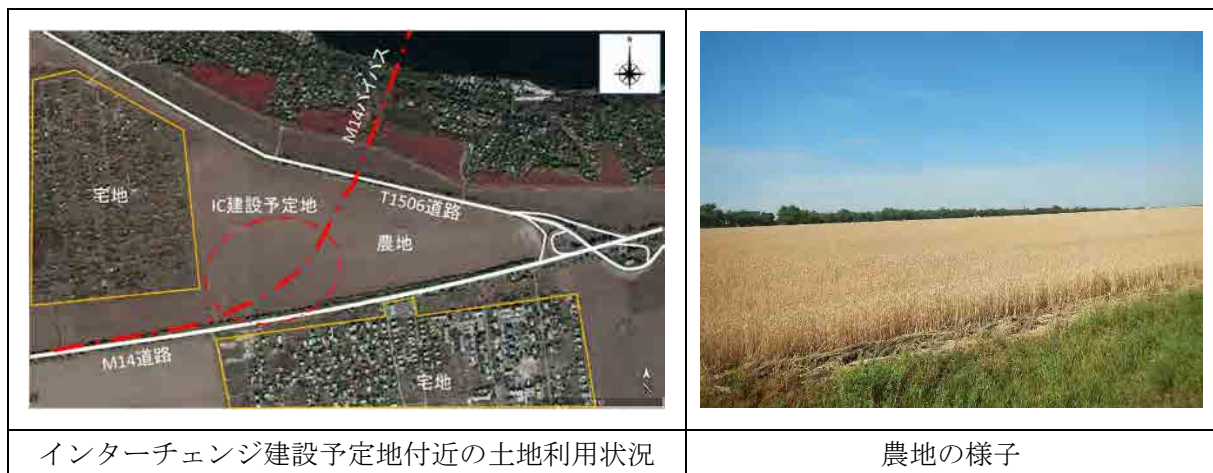 N
M14バイパス
宅地
IC建設予定地
T1506道路
農地
M14道路
宅地
インターチェンジ建設予定地付近の土地利用状況
農地の様子